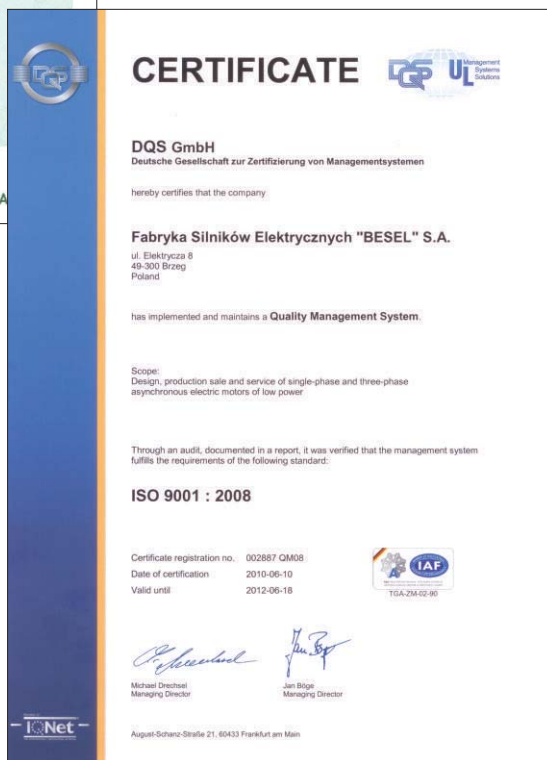 DQS
CERTIFICATE
DQS
UL
Management
Systems
Solutions
A
DQS GmbH
Deutsche Gesellschaft zur Zertifizierung von Managementsystemen
hereby certifies that the company
Fabryka Silników Elektrycznych "BESEL" S.A.
ul. Elektrycza 8
49-300 Brzeg
Poland
has implemented and maintains a Quality Management System.
Scope:
Design, production sale and service of single-phase and three-phase
asynchronous electric motors of low power
Through an audit, documented in a report, it was verified that the management system
fulfills the requirements of the following standard:
ISO 9001 : 2008
Certificate registration no. 002887 QM08
Date of certification 2010-06-10
Valid until 2012-06-18
IAF
TGA-ZM-02-90
Michael Drechsel
Managing Director
Jan Böge
Managing Director
IQNet
August-Schanz-Straße 21, 60433 Frankfurt am Main